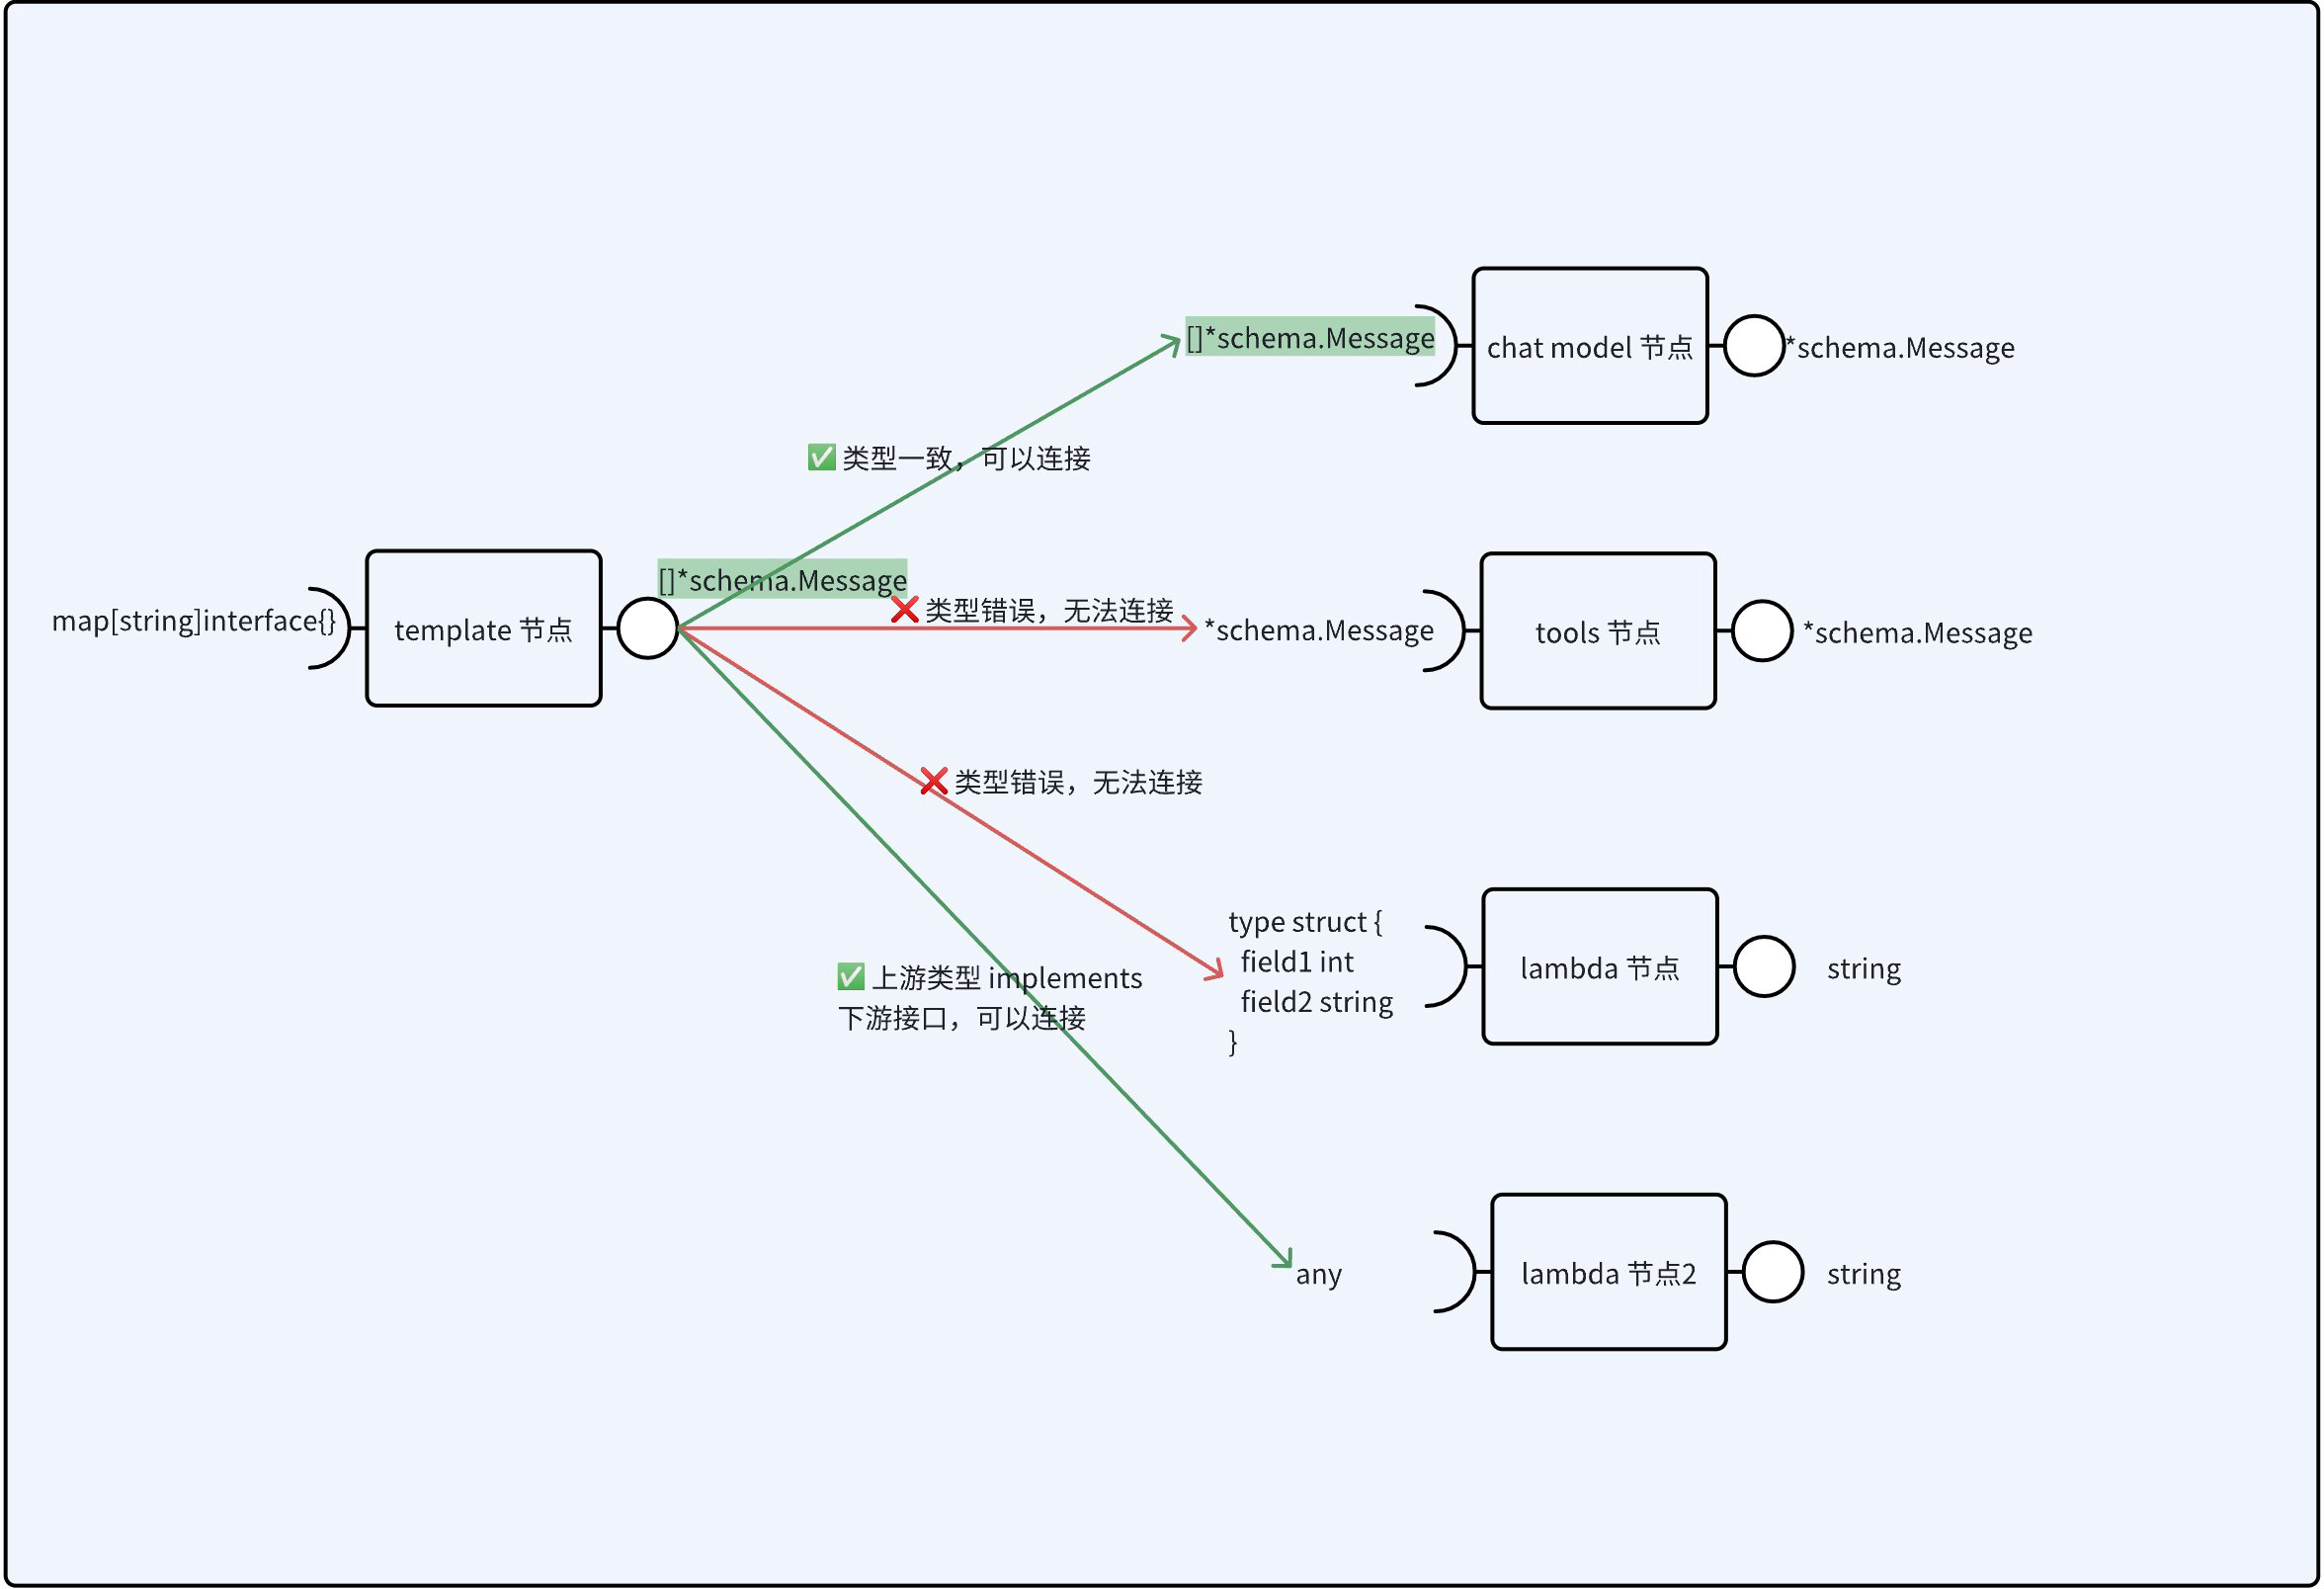 []*schema.Message
chat model 节点
*schema.Message
✅ 类型一致，可以连接
[]*schema.Message
❌ 类型错误，无法连接
map[string]interface{}
template 节点
*schema.Message
tools 节点
*schema.Message
❌ 类型错误，无法连接
type struct {
field1 int
field2 string
}
lambda 节点
string
✅ 上游类型 implements
下游接口，可以连接
any
lambda 节点2
string